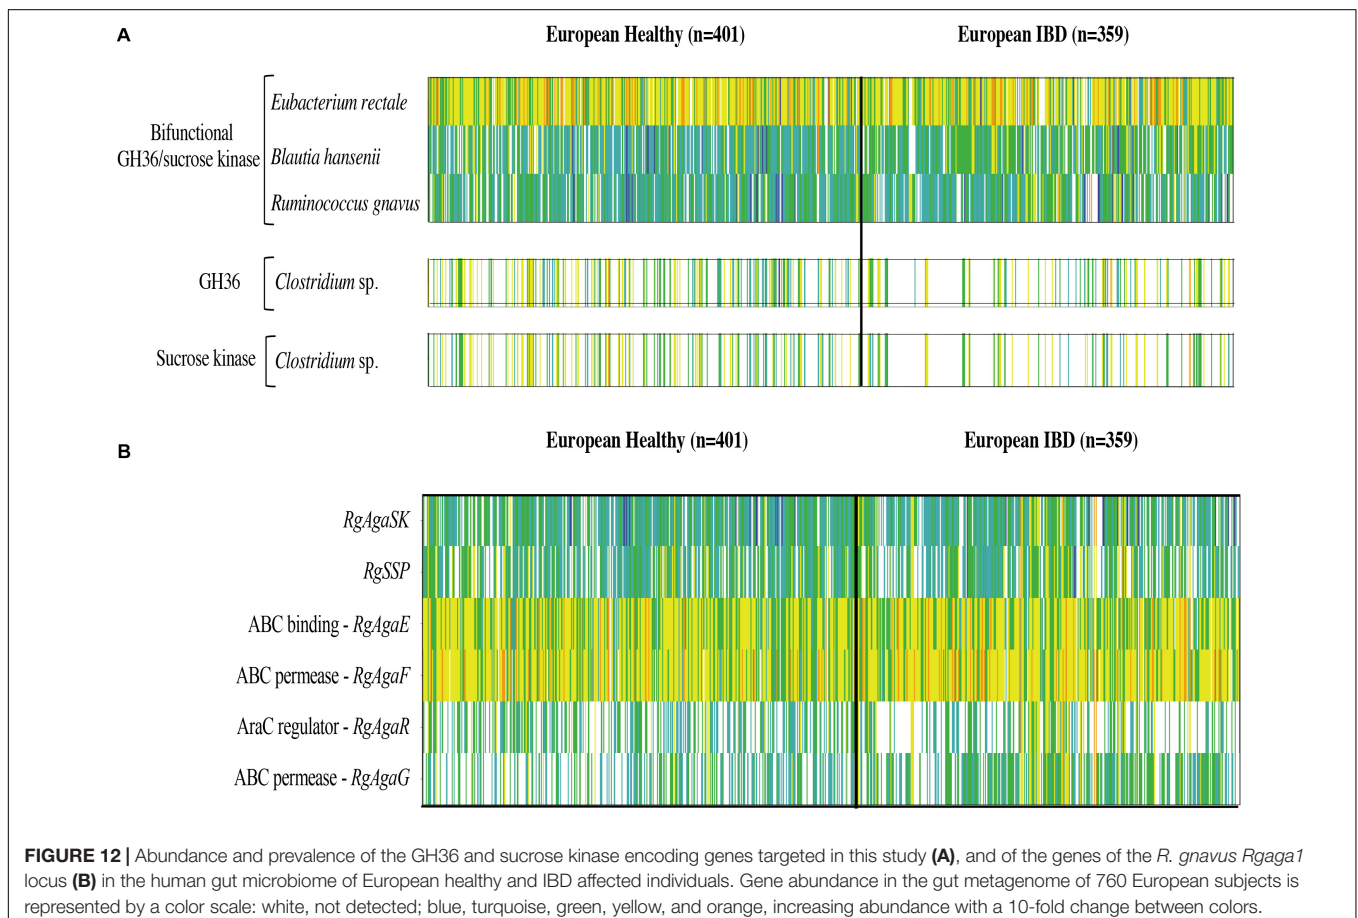 A
European Healthy (n=401) European IBD (n=359)
Bifunctional
GH36/sucrose kinase
Eubacterium rectale
Blautia hansenii
Ruminococcus gnavus
GH36
Clostridium sp.
Sucrose kinase
Clostridium sp.
B
European Healthy (n=401) European IBD (n=359)
RgAgaSK
RgSSP
ABC binding - RgAgaE
ABC permease - RgAgaF
AraC regulator - RgAgaR
ABC permease - RgAgaG
FIGURE 12 | Abundance and prevalence of the GH36 and sucrose kinase encoding genes targeted in this study (A), and of the genes of the R. gnavus Rgaga1
locus (B) in the human gut microbiome of European healthy and IBD affected individuals. Gene abundance in the gut metagenome of 760 European subjects is
represented by a color scale: white, not detected; blue, turquoise, green, yellow, and orange, increasing abundance with a 10-fold change between colors.